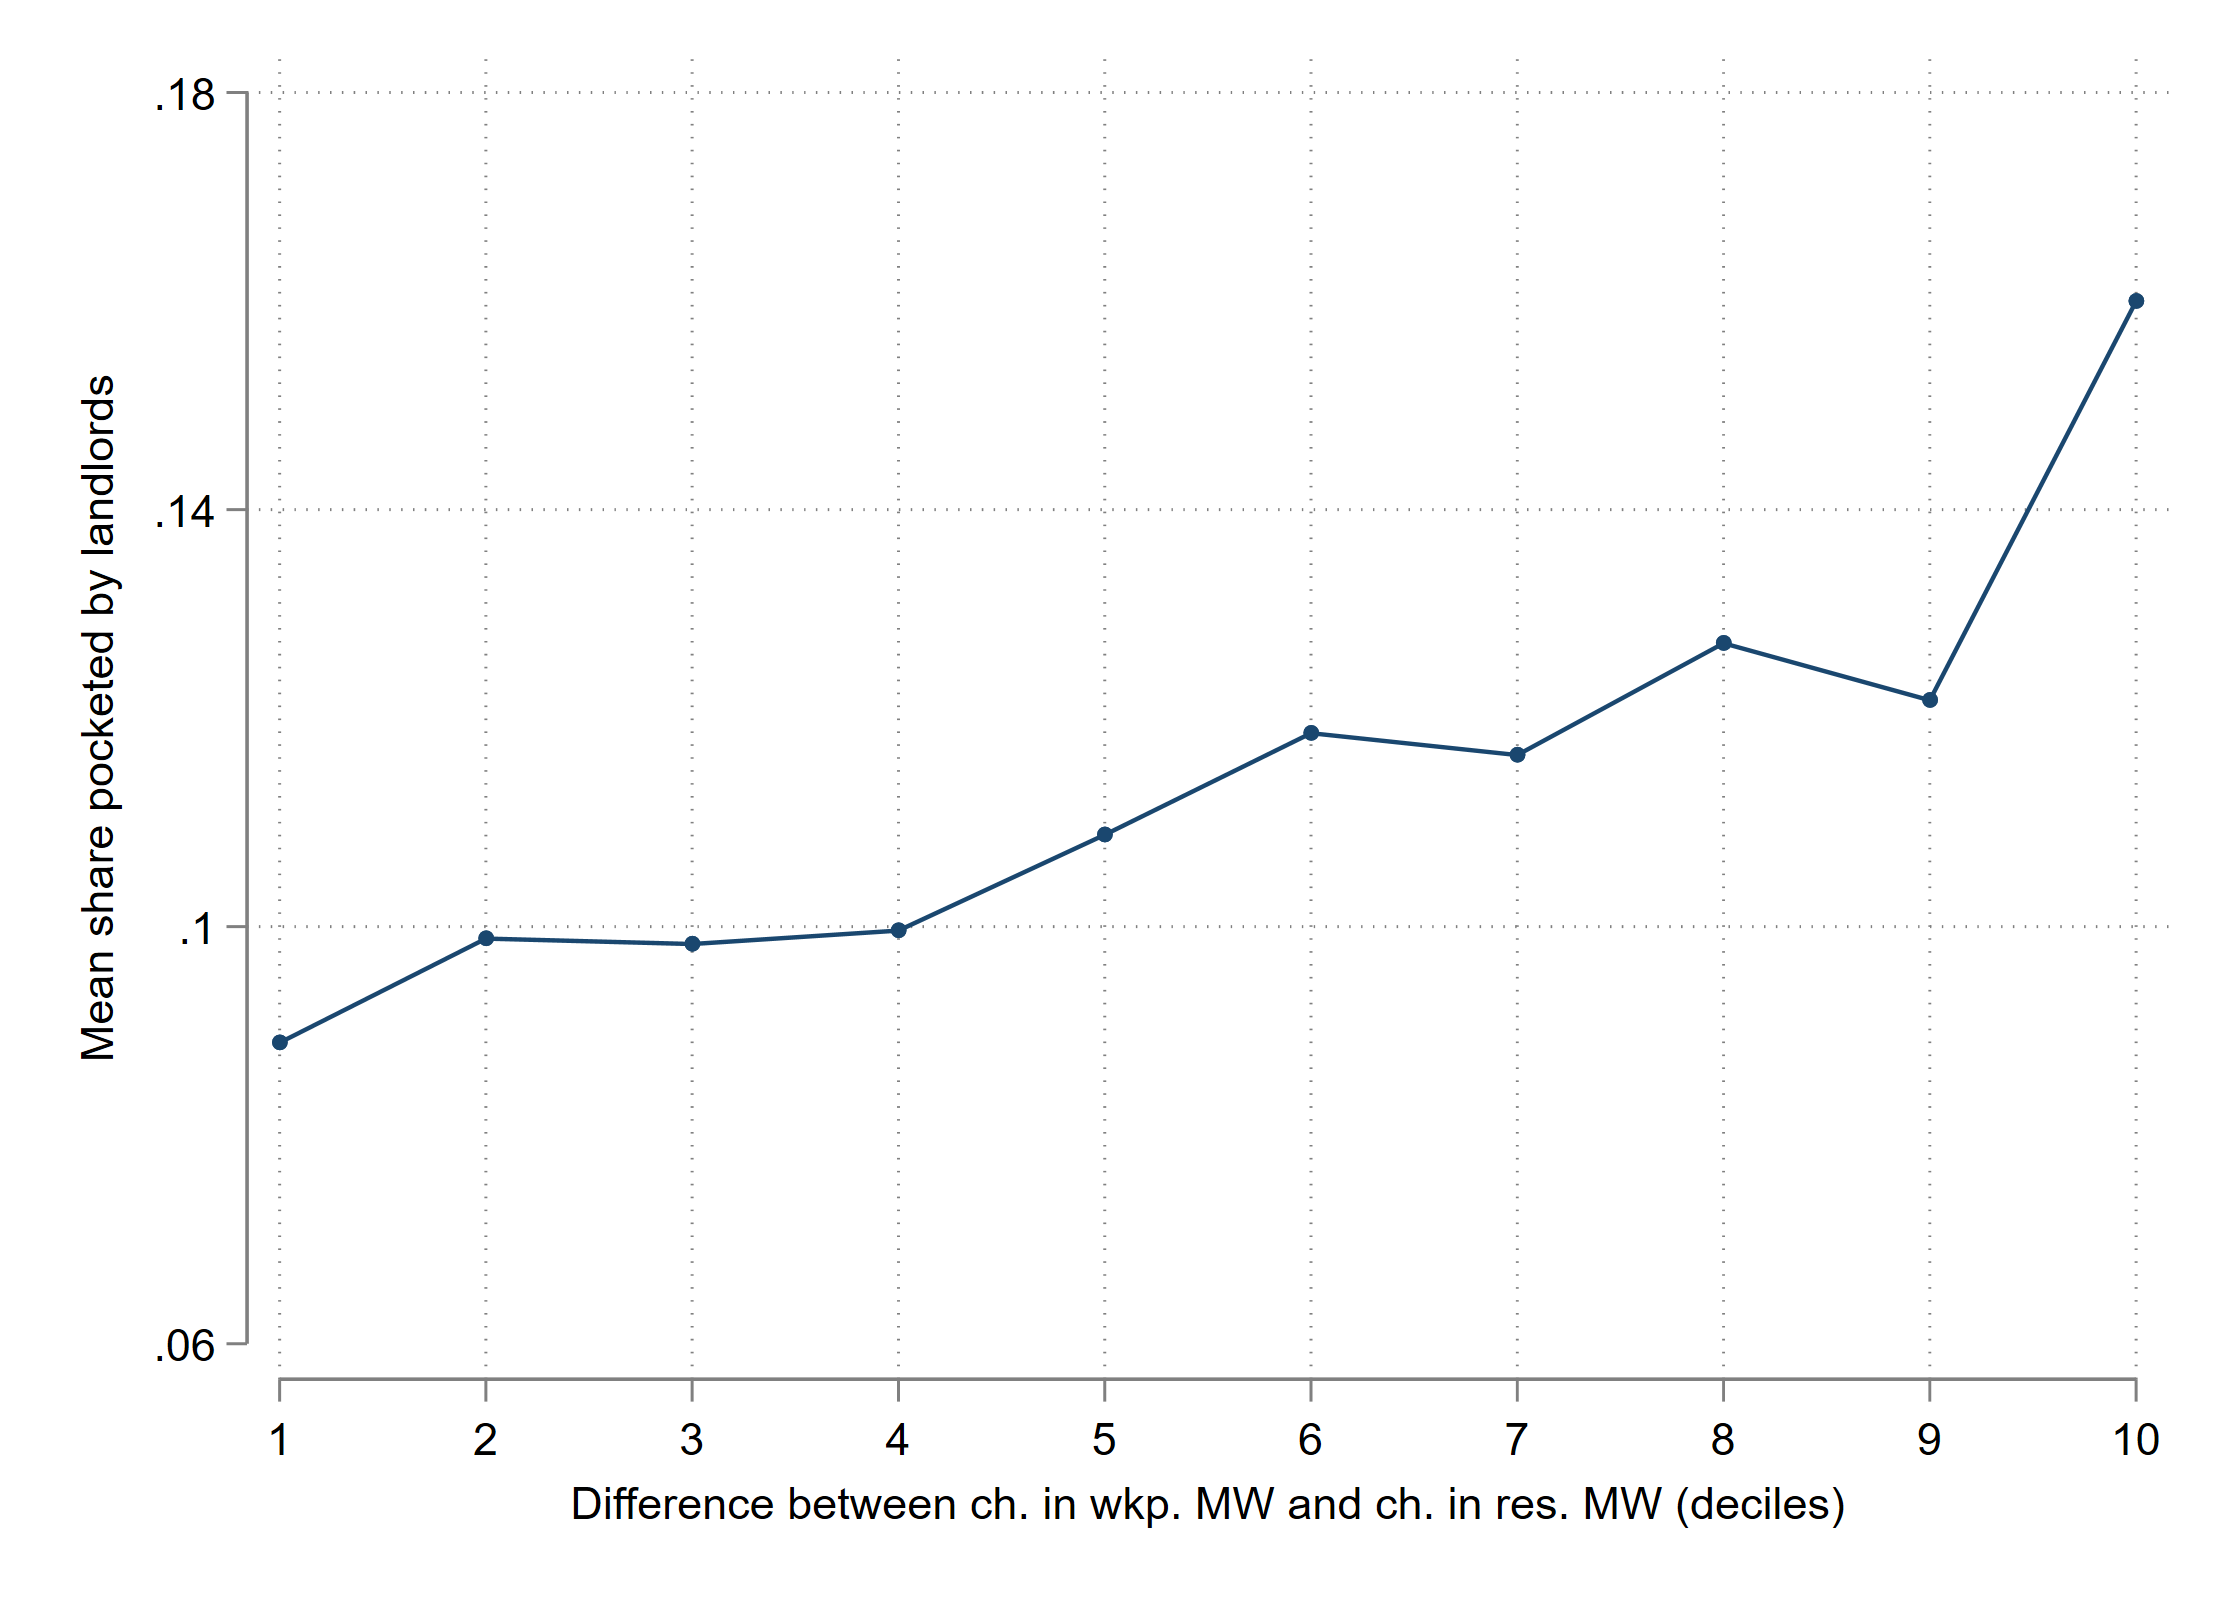 .18
.14
.1
.06
Mean share pocketed by landlords
1 2 3 4 5 6 7 8 9 10
Difference between ch. in wkp. MW and ch. in res. MW (deciles)